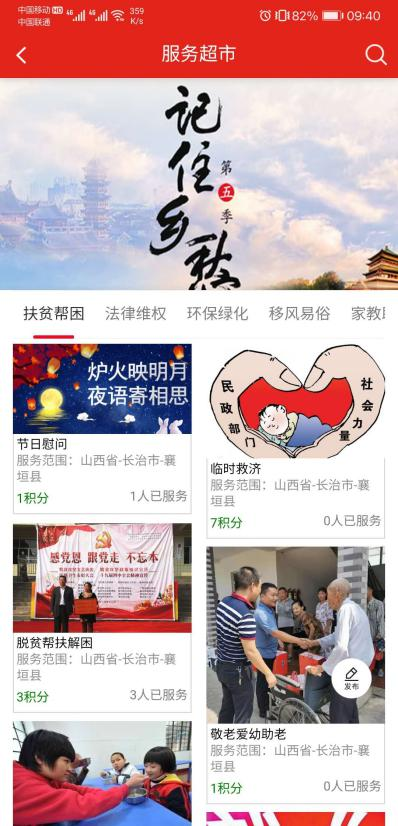 中国移动 HD 4G 4G 359 K/s
中国联通
82% 09:40
服务超市
记住乡愁
第五季
扶贫帮困 法律维权 环保绿化 移风易俗
炉火映明月
夜语寄相思
节日慰问
服务范围：山西省-长治市-襄
垣县
1积分 1人已服务
民政部门
社会力量
临时救济
服务范围：山西省-长治市-襄
垣县
7积分 0人已服务
感党恩 跟党走 不忘本
脱贫帮扶解困
服务范围：山西省-长治市-襄
垣县
3积分 3人已服务
发布
敬老爱幼助老
服务范围：山西省-长治市-襄
垣县
1积分 0人已服务